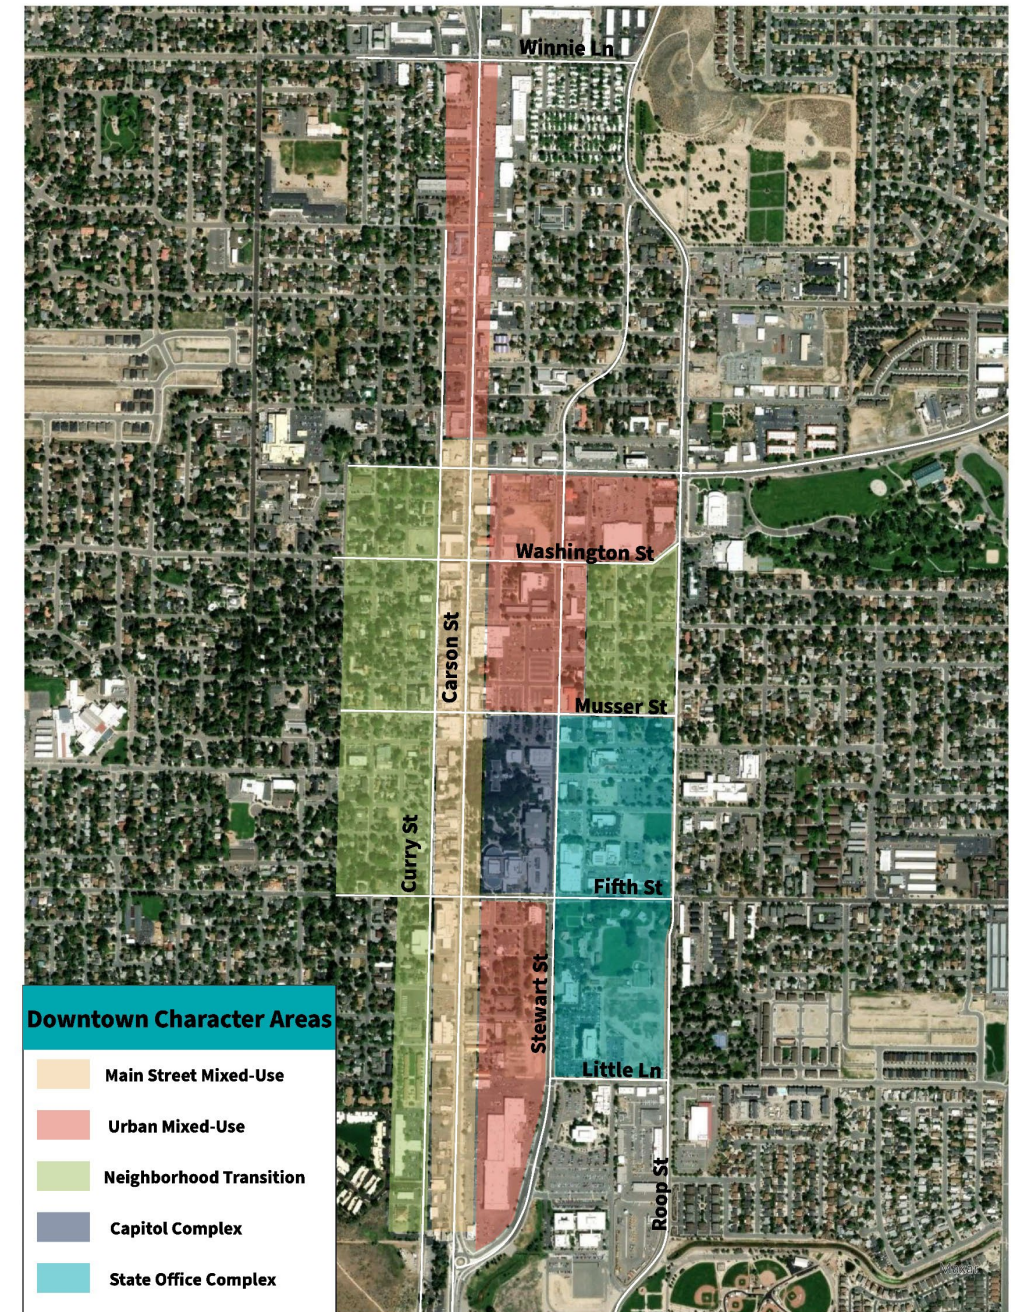 Winnie Ln
Washington St
Carson St
Musser St
Curry St
Fifth St
Stewart St
Little Ln
Roop St
Downtown Character Areas
Main Street Mixed-Use
Urban Mixed-Use
Neighborhood Transition
Capitol Complex
State Office Complex